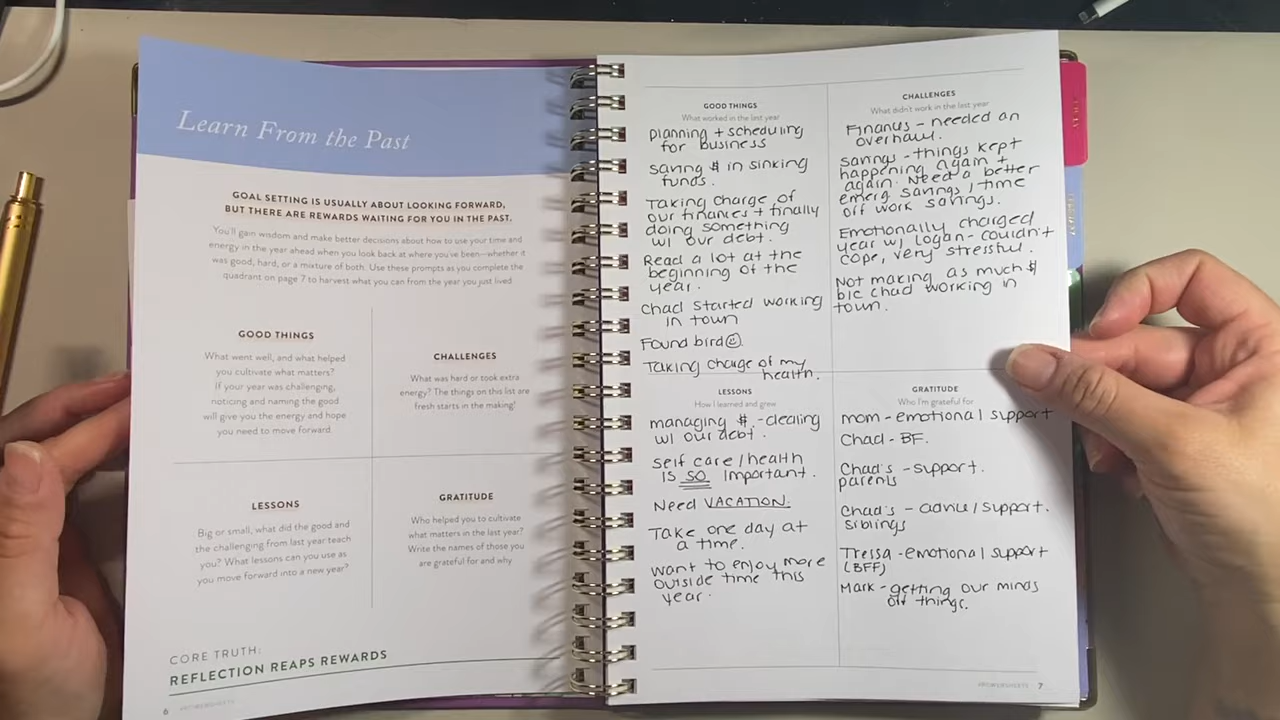 Learn From the Past
GOAL SETTING IS USUALLY ABOUT LOOKING FORWARD,
BUT THERE ARE REWARDS WAITING FOR YOU IN THE PAST.
You'll gain wisdom and make better decisions about how to use your time and
energy in the year ahead when you look back at where you've been—whether it
was good, hard, or a mixture of both. Use these prompts as you complete the
quadrant on page 7 to harvest what you can from the year you just lived.
GOOD THINGS
What went well, and what helped
you cultivate what matters?
If your year was challenging,
noticing and naming the good
will give you the energy and hope
you need to move forward.
CHALLENGES
What was hard or took extra
energy? The things on this list are
fresh starts in the making!
LESSONS
Big or small, what did the good and
the challenging from last year teach
you? What lessons can you use as
you move forward into a new year?
GRATITUDE
Who helped you to cultivate
what matters in the last year?
Write the names of those you
are grateful for and why
CORE TRUTH:
REFLECTION REAPS REWARDS
6 #POWERSHEETS
GOOD THINGS
What worked in the last year
planning + scheduling
for business
saving $ in sinking
funds.
Taking charge of
our finances + finally
doing something
w/ our debt.
Read a lot at the
beginning of the
year.
Chad started working
in town
Found bird☺.
Taking charge of my
health.
CHALLENGES
What didn't work in the last year
Finances - needed an
overhaul.
savings - things kept
happening again +
again. Need a better
emerg savings / time
off work savings.
Emotionally charged
year w/ Logan - couldn't
cope, very stressful.
Not making as much $
b/c chad working in
town.
LESSONS
How I learned and grew
managing $ - dealing
w/ our debt.
self care / health
is so important.
Need VACATION.
Take one day at
a time.
want to enjoy more
outside time this
year.
GRATITUDE
Who I'm grateful for
mom - emotional support
Chad - BF.
Chad's - support.
parents
Chad's - advice / support.
siblings
Tressa - emotional support
(BFF)
Mark - getting our minds
off things.
#POWERSHEETS 7